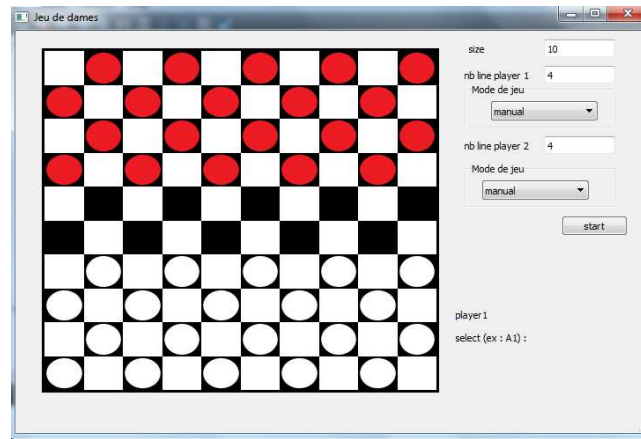 Jeu de dames
size 10
nb line player 1 4
Mode de jeu
manual
nb line player 2 4
Mode de jeu
manual
start
player1
select (ex : A1) :